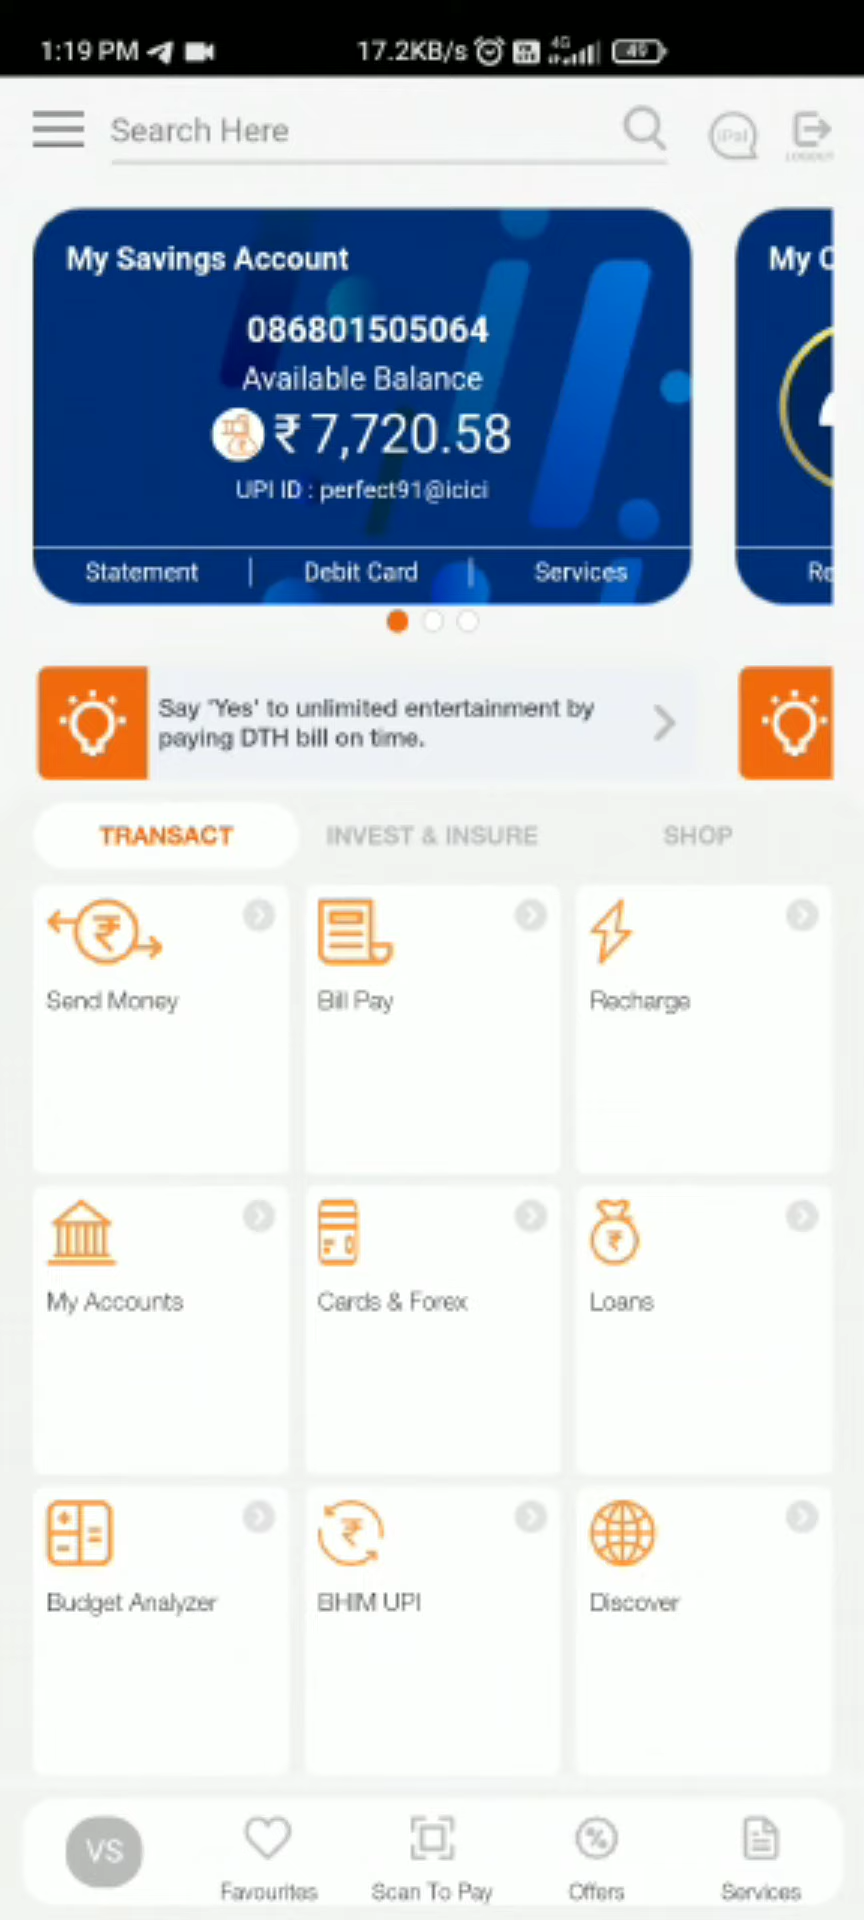 1:19 PM
17.2KB/s
4G
49
Search Here
iPal
LOGOUT
My Savings Account
My C
086801505064
Available Balance
₹ 7,720.58
UPI ID : perfect91@icici
Statement | Debit Card | Services
Re
Say 'Yes' to unlimited entertainment by
paying DTH bill on time.
TRANSACT INVEST & INSURE SHOP
Send Money Bill Pay Recharge
My Accounts Cards & Forex Loans
Budget Analyzer BHIM UPI Discover
VS
Favourites Scan To Pay Offers Services